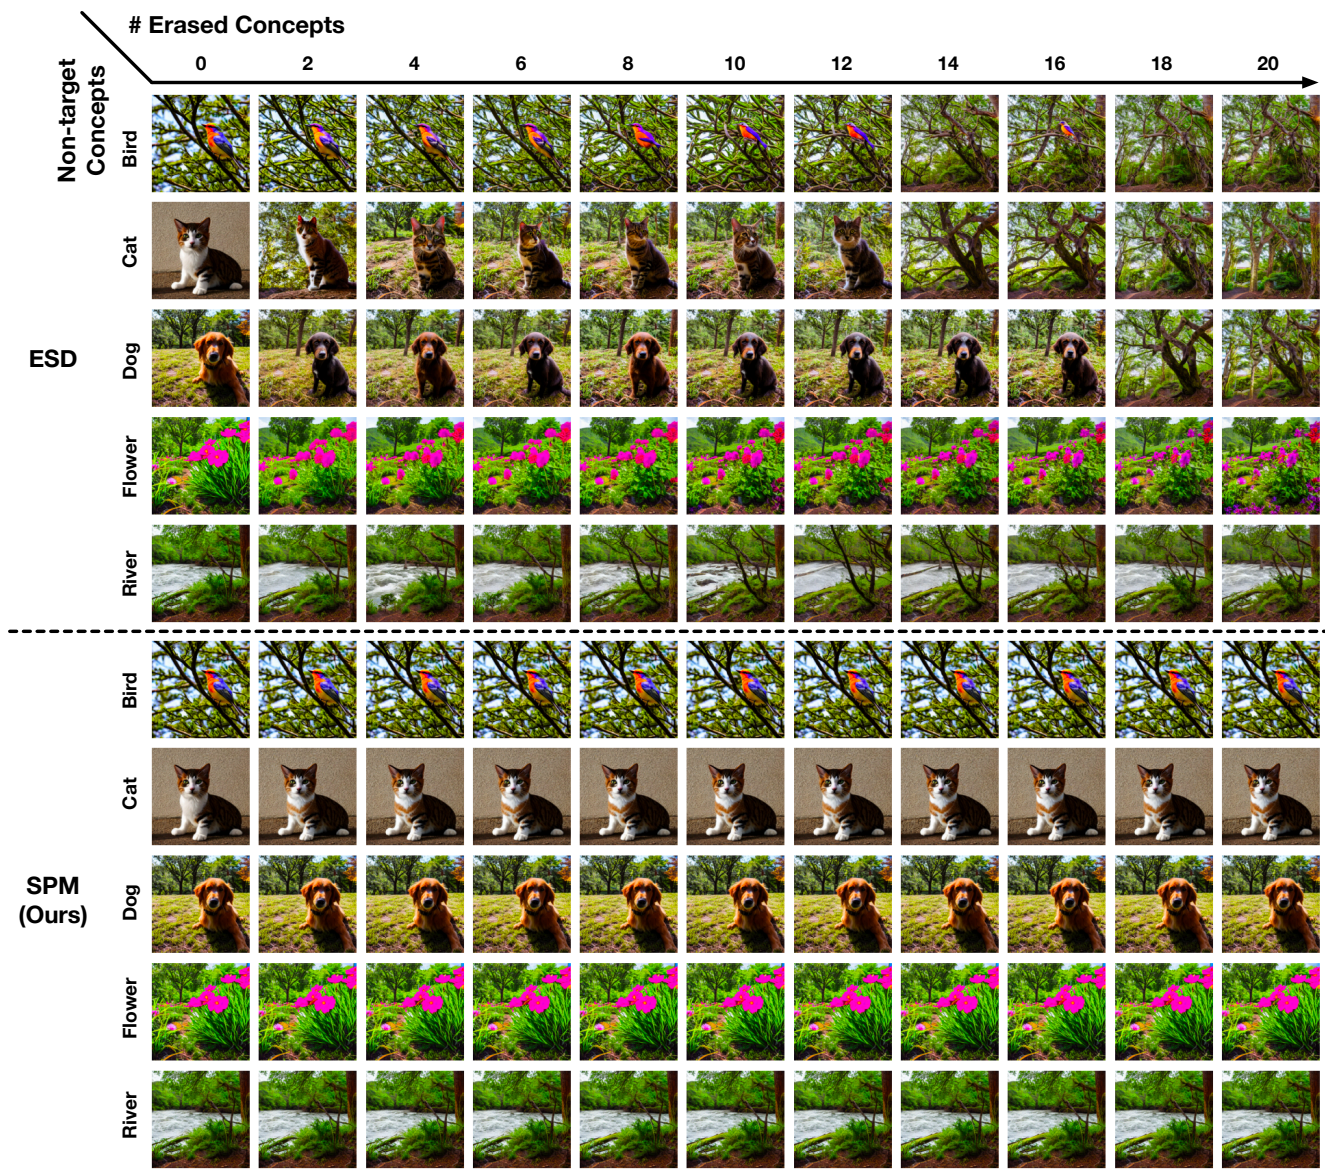 # Erased Concepts
0 2 4 6 8 10 12 14 16 18 20
Non-target
Concepts
ESD
Bird
Cat
Dog
Flower
River
SPM
(Ours)
Bird
Cat
Dog
Flower
River